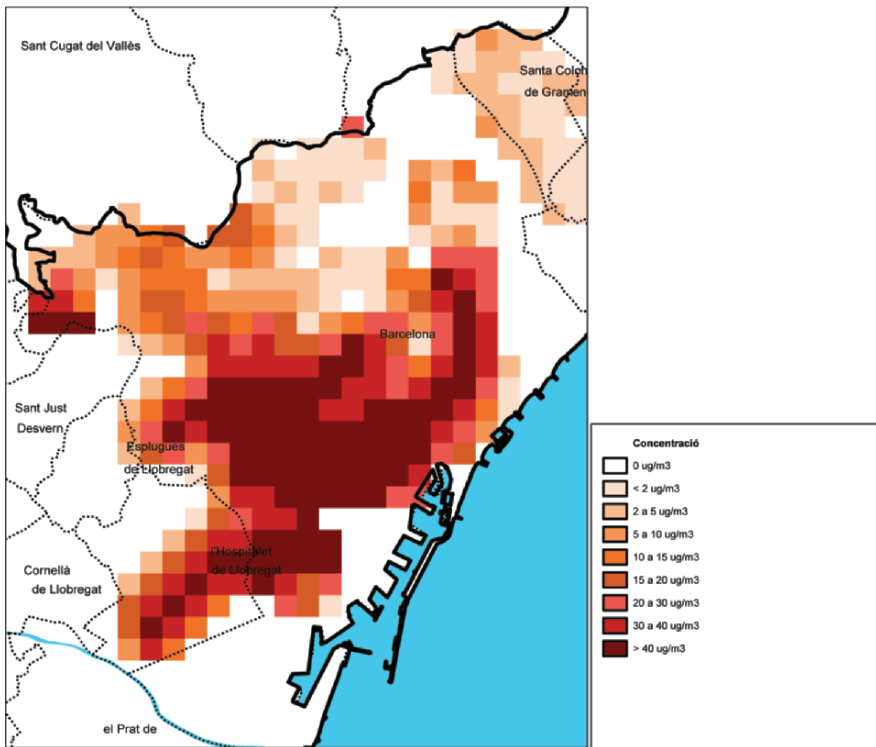 Sant Cugat del Vallès
Santa Colom
de Gramen
Barcelona
Sant Just
Desvern
Esplugues
de Llobregat
l'Hospitalet
de Llobregat
Cornellà
de Llobregat
el Prat de
Concentració
0 ug/m3
< 2 ug/m3
2 a 5 ug/m3
5 a 10 ug/m3
10 a 15 ug/m3
15 a 20 ug/m3
20 a 30 ug/m3
30 a 40 ug/m3
> 40 ug/m3